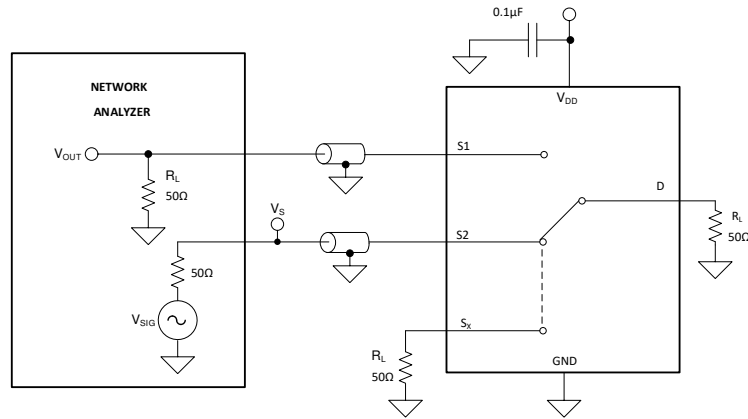 0.1µF
NETWORK
ANALYZER
VDD
VOUT
S1
RL
50Ω
D
VS
RL
50Ω
S2
50Ω
VSIG
SX
RL
50Ω
GND